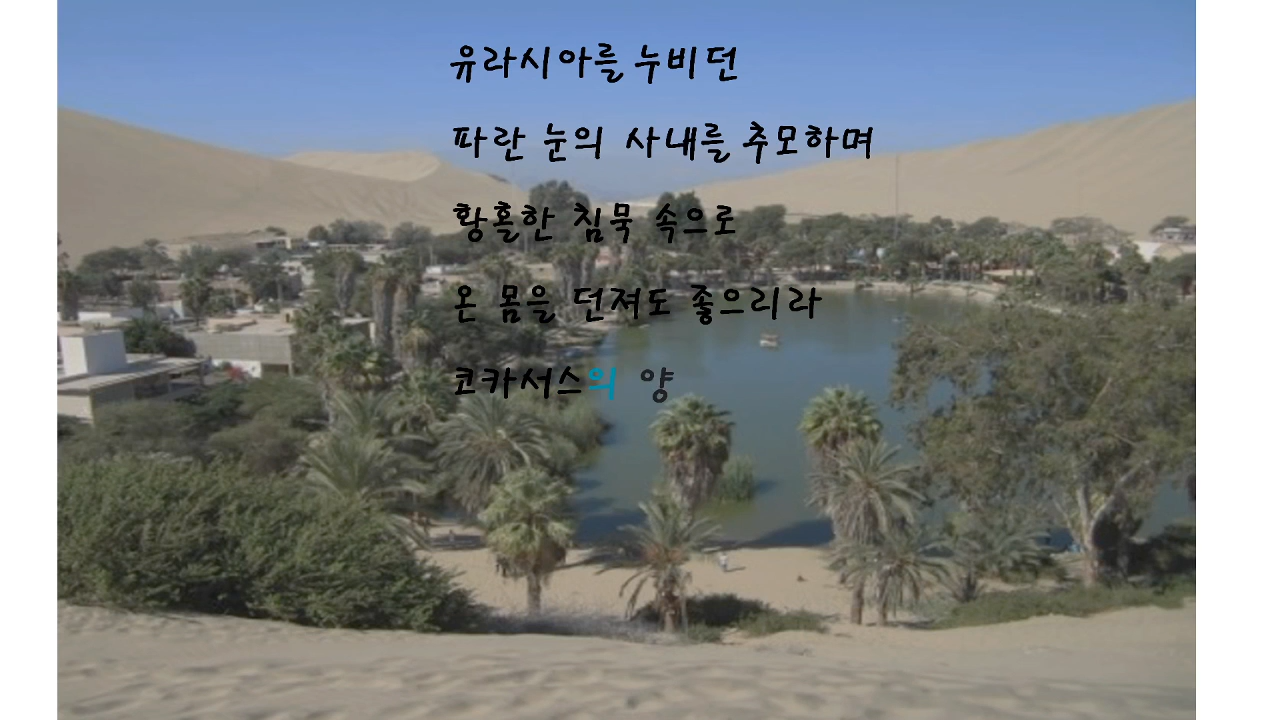 유라시아를 누비던
파란 눈의 사내를 추모하며
황홀한 침묵 속으로
온 몸을 던져도 좋으리라
코카서스의 양